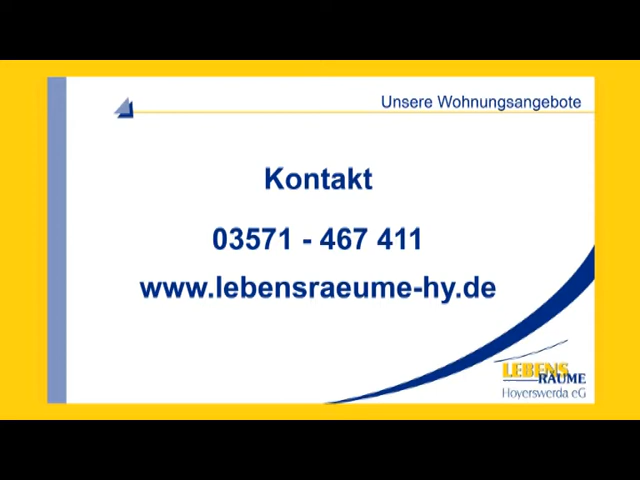 Unsere Wohnungsangebote
Kontakt
03571 - 467 411
www.lebensraeume-hy.de
LEBENS
RÄUME
Hoyerswerda eG